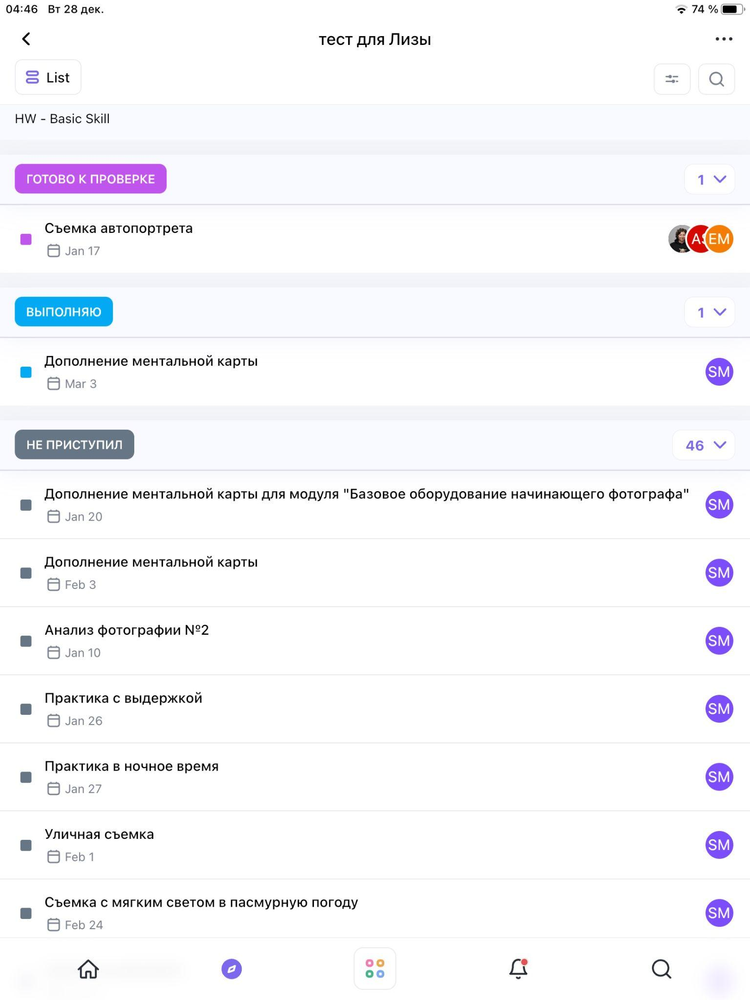 04:46 Вт 28 дек. 74 %
тест для Лизы
List
HW - Basic Skill
ГОТОВО К ПРОВЕРКЕ 1
Съемка автопортрета
Jan 17
AS EM
ВЫПОЛНЯЮ 1
Дополнение ментальной карты
Mar 3
SM
НЕ ПРИСТУПИЛ 46
Дополнение ментальной карты для модуля "Базовое оборудование начинающего фотографа"
Jan 20
SM
Дополнение ментальной карты
Feb 3
SM
Анализ фотографии №2
Jan 10
SM
Практика с выдержкой
Jan 26
SM
Практика в ночное время
Jan 27
SM
Уличная съемка
Feb 1
SM
Съемка с мягким светом в пасмурную погоду
Feb 24
SM